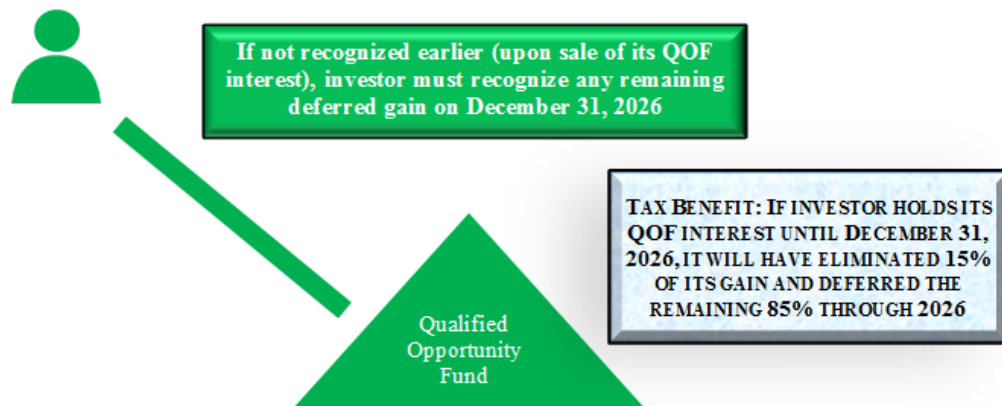 If not recognized earlier (upon sale of its QOF
interest), investor must recognize any remaining
deferred gain on December 31, 2026
TAX BENEFIT: IF INVESTOR HOLDS ITS
QOF INTEREST UNTIL DECEMBER 31,
2026, IT WILL HAVE ELIMINATED 15%
OF ITS GAIN AND DEFERRED THE
REMAINING 85% THROUGH 2026
Qualified
Opportunity
Fund